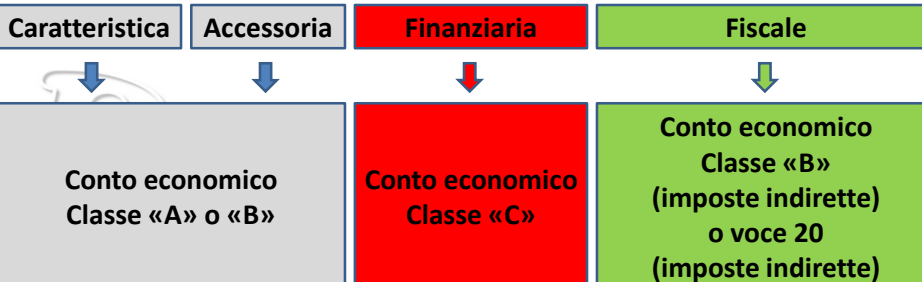 Caratteristica Accessoria Finanziaria Fiscale
Conto economico
Classe «A» o «B»
Conto economico
Classe «C»
Conto economico
Classe «B»
(imposte indirette)
o voce 20
(imposte indirette)